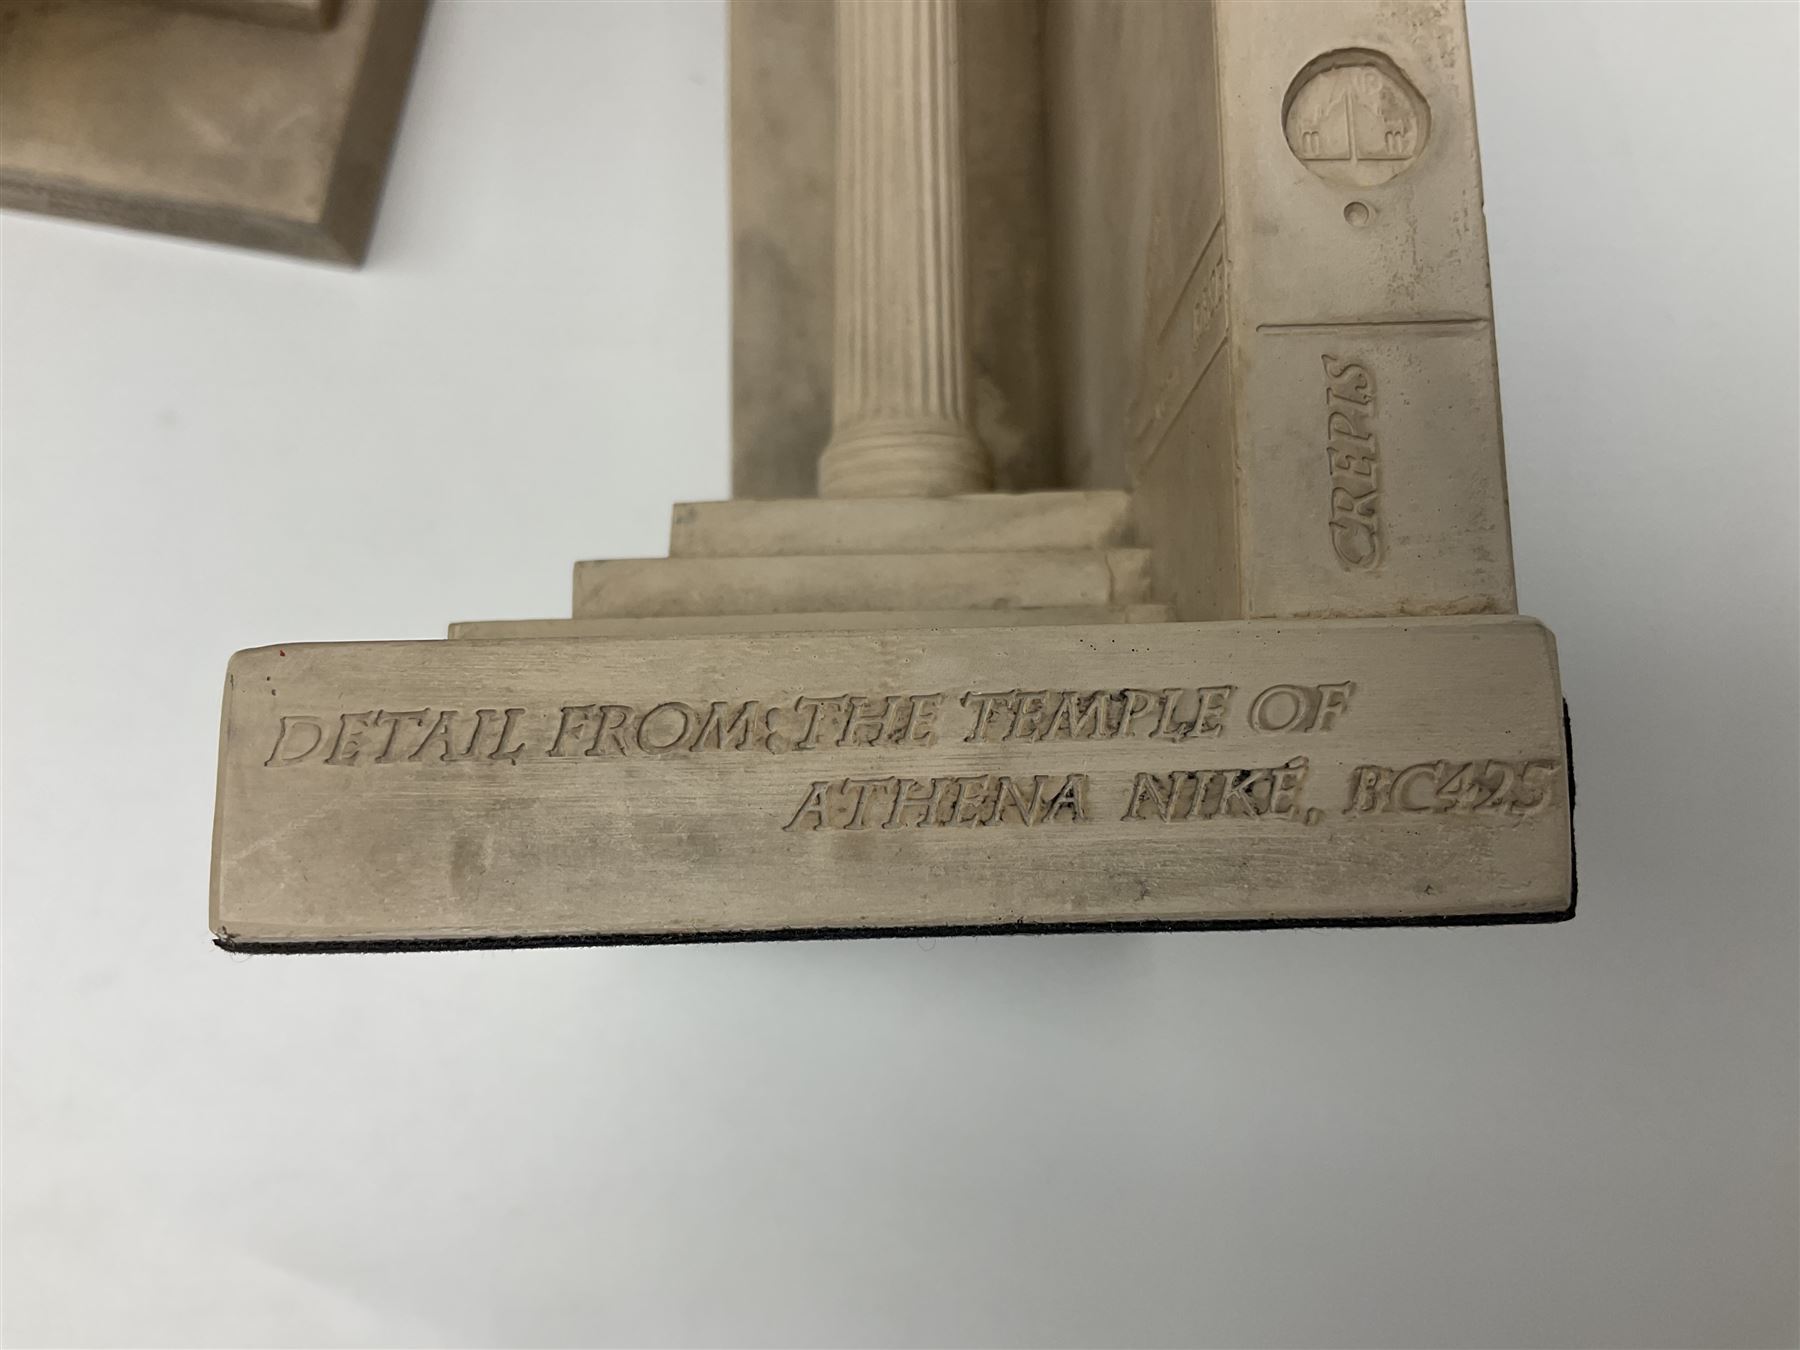 CREPIS
DETAIL FROM: THE TEMPLE OF
ATHENA NIKÉ, BC425